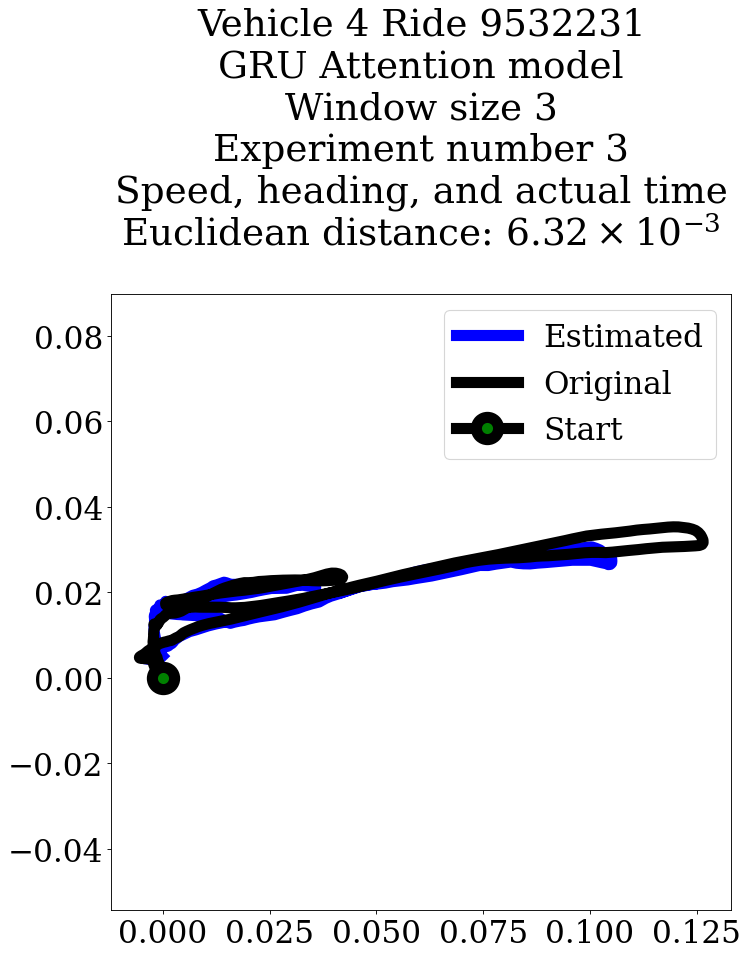 Vehicle 4 Ride 9532231
GRU Attention model
Window size 3
Experiment number 3
Speed, heading, and actual time
Euclidean distance: 6.32 × 10⁻³
Estimated
Original
Start
0.08
0.06
0.04
0.02
0.00
−0.02
−0.04
0.000 0.025 0.050 0.075 0.100 0.125